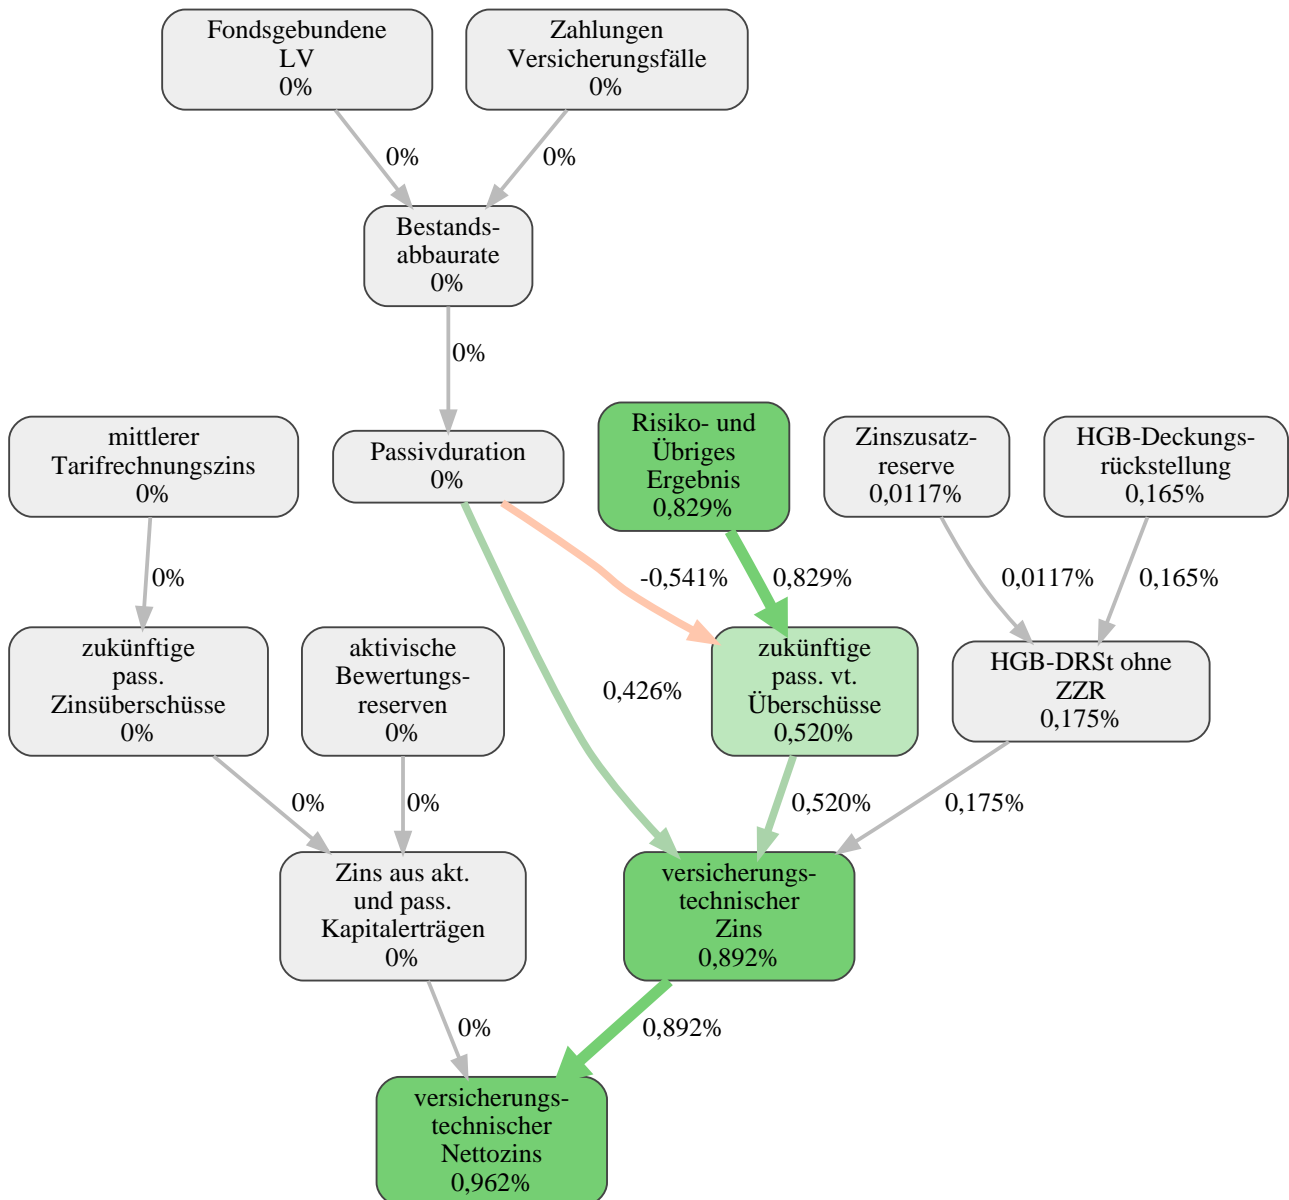 Fondsgebundene
LV
0%
Zahlungen
Versicherungsfälle
0%
0%
0%
Bestands-
abbaurate
0%
0%
mittlerer
Tarifrechnungszins
0%
Passivduration
0%
Risiko- und
Übriges
Ergebnis
0,829%
Zinszusatz-
reserve
0,0117%
HGB-Deckungs-
rückstellung
0,165%
0%
-0,541%
0,829%
0,0117%
0,165%
zukünftige
pass.
Zinsüberschüsse
0%
aktivische
Bewertungs-
reserven
0%
0,426%
zukünftige
pass. vt.
Überschüsse
0,520%
HGB-DRSt ohne
ZZR
0,175%
0%
0%
0,520%
0,175%
Zins aus akt.
und pass.
Kapitalerträgen
0%
versicherungs-
technischer
Zins
0,892%
0%
0,892%
versicherungs-
technischer
Nettozins
0,962%